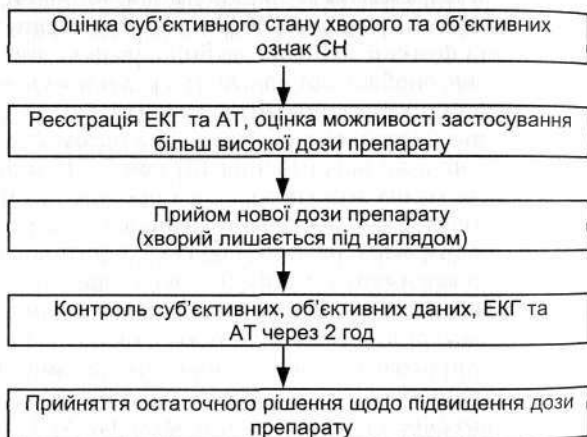 Оцінка суб'єктивного стану хворого та об'єктивних
ознак СН
Реєстрація ЕКГ та АТ, оцінка можливості застосування
більш високої дози препарату
Прийом нової дози препарату
(хворий лишається під наглядом)
Контроль суб'єктивних, об'єктивних даних, ЕКГ та
АТ через 2 год
Прийняття остаточного рішення щодо підвищення дози
препарату